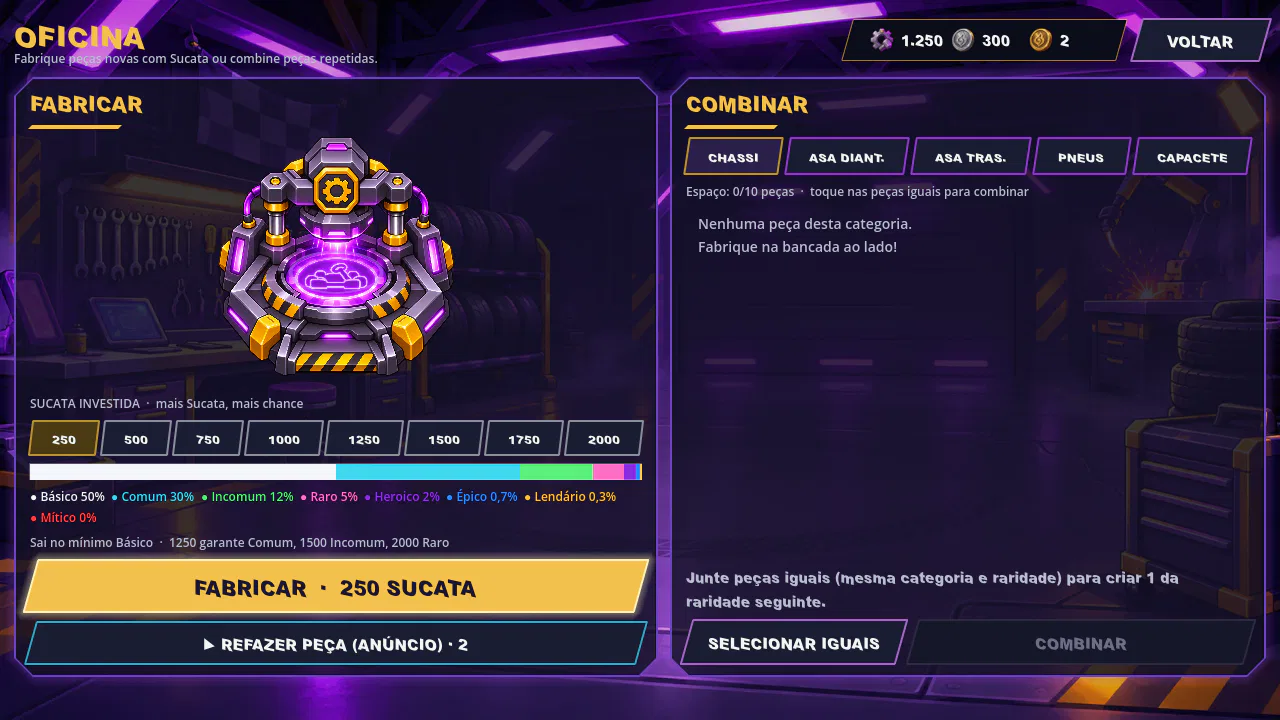 OFICINA
Fabrique peças novas com Sucata ou combine peças repetidas.
1.250 300 2
VOLTAR
FABRICAR
SUCATA INVESTIDA · mais Sucata, mais chance
250 500 750 1000 1250 1500 1750 2000
● Básico 50% ● Comum 30% ● Incomum 12% ● Raro 5% ● Heroico 2% ● Épico 0,7% ● Lendário 0,3%
● Mítico 0%
Sai no mínimo Básico · 1250 garante Comum, 1500 Incomum, 2000 Raro
FABRICAR · 250 SUCATA
▶ REFAZER PEÇA (ANÚNCIO) · 2
COMBINAR
CHASSI ASA DIANT. ASA TRAS. PNEUS CAPACETE
Espaço: 0/10 peças · toque nas peças iguais para combinar
Nenhuma peça desta categoria.
Fabrique na bancada ao lado!
Junte peças iguais (mesma categoria e raridade) para criar 1 da
raridade seguinte.
SELECIONAR IGUAIS COMBINAR